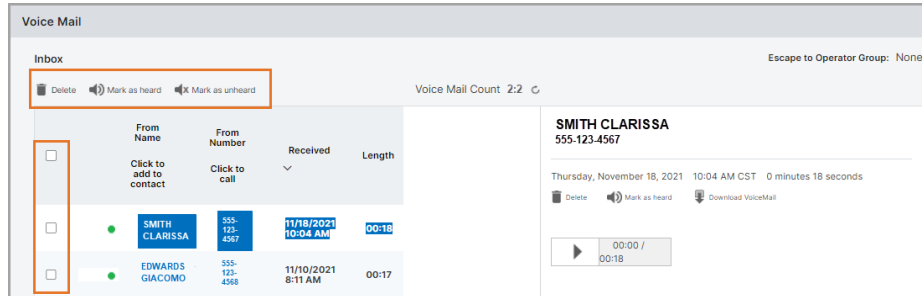 Voice Mail
Inbox
Escape to Operator Group: None
Delete Mark as heard Mark as unheard
Voice Mail Count 2:2
From
Name
Click to
add to
contact
From
Number
Click to
call
Received
Length
SMITH
CLARISSA
555-
123-
4567
11/18/2021
10:04 AM
00:18
EDWARDS
GIACOMO
555-
123-
4568
11/10/2021
8:11 AM
00:17
SMITH CLARISSA
555-123-4567
Thursday, November 18, 2021 10:04 AM CST 0 minutes 18 seconds
Delete Mark as heard Download VoiceMail
00:00 /
00:18